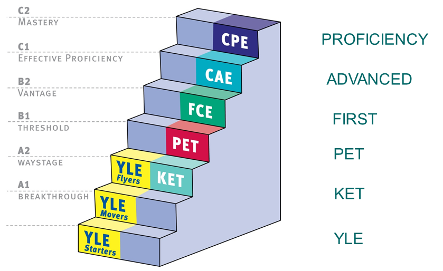 C2
MASTERY
CPE
PROFICIENCY
C1
EFFECTIVE PROFICIENCY
CAE
ADVANCED
B2
VANTAGE
FCE
FIRST
B1
THRESHOLD
PET
PET
A2
WAYSTAGE
YLE
Flyers
KET
KET
A1
BREAKTHROUGH
YLE
Movers
YLE
Starters
YLE